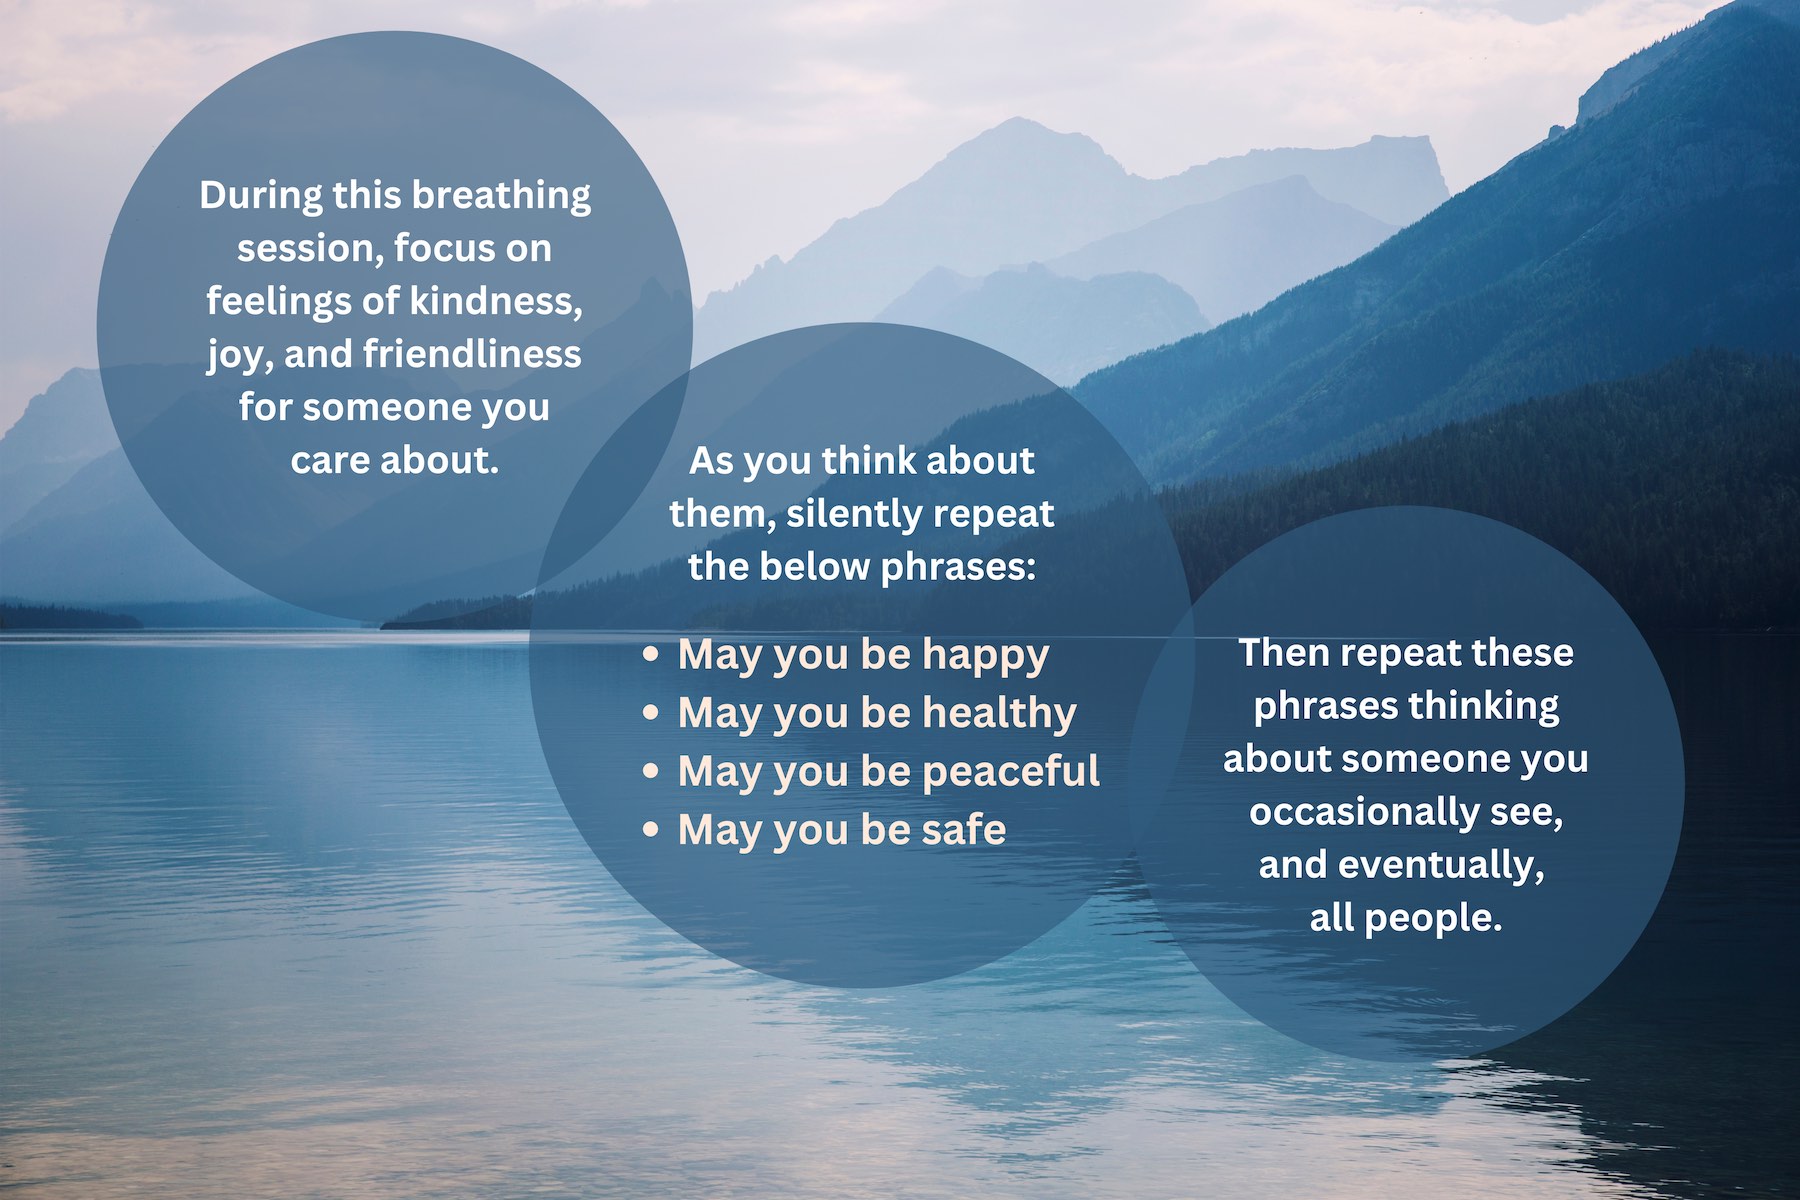 During this breathing
session, focus on
feelings of kindness,
joy, and friendliness
for someone you
care about.
As you think about
them, silently repeat
the below phrases:
• May you be happy
• May you be healthy
• May you be peaceful
• May you be safe
Then repeat these
phrases thinking
about someone you
occasionally see,
and eventually,
all people.